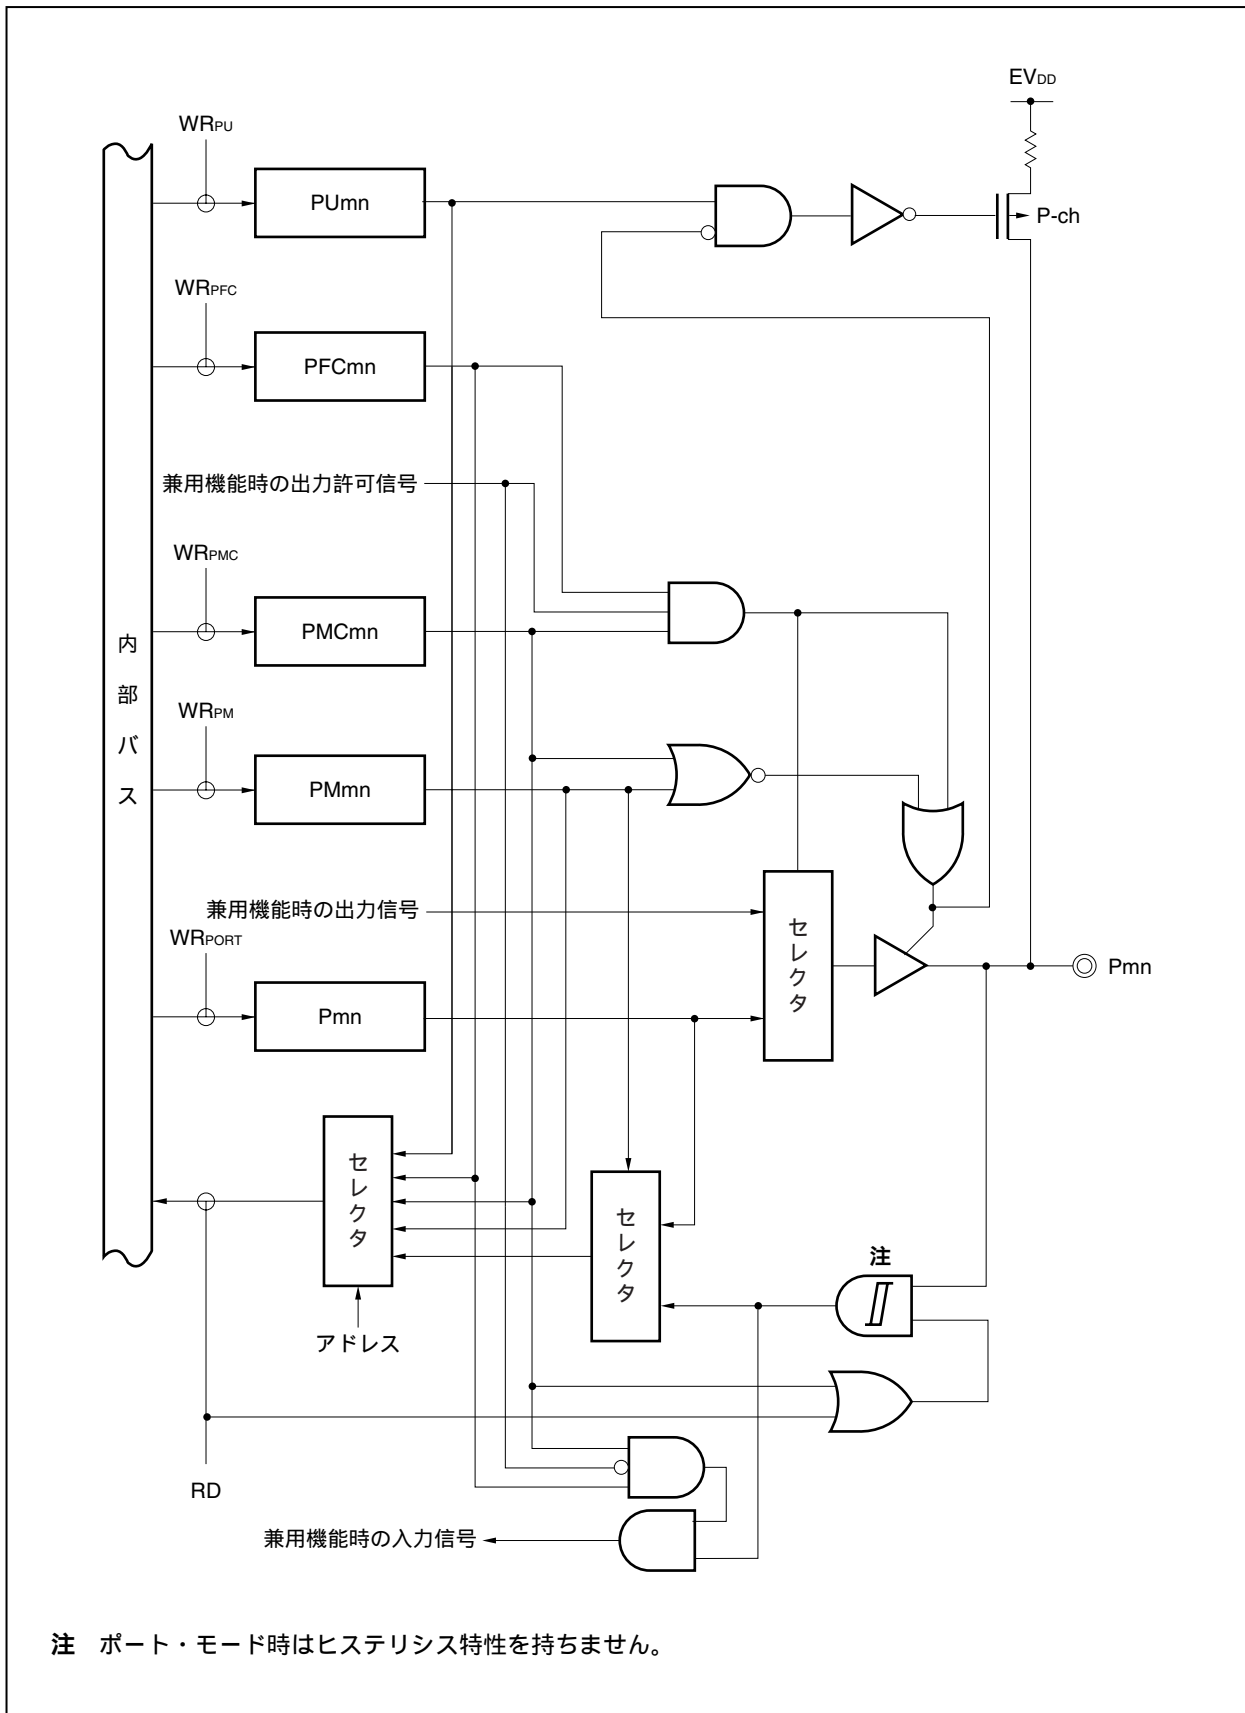 EVDD
WRPU
PUmn
P-ch
WRPFC
PFCmn
兼用機能時の出力許可信号
WRPMC
PMCmn
内部バス
WRPM
PMmn
兼用機能時の出力信号
セレクタ
WRPORT
Pmn
Pmn
セレクタ
セレクタ
注
アドレス
RD
兼用機能時の入力信号
注 ポート・モード時はヒステリシス特性を持ちません。